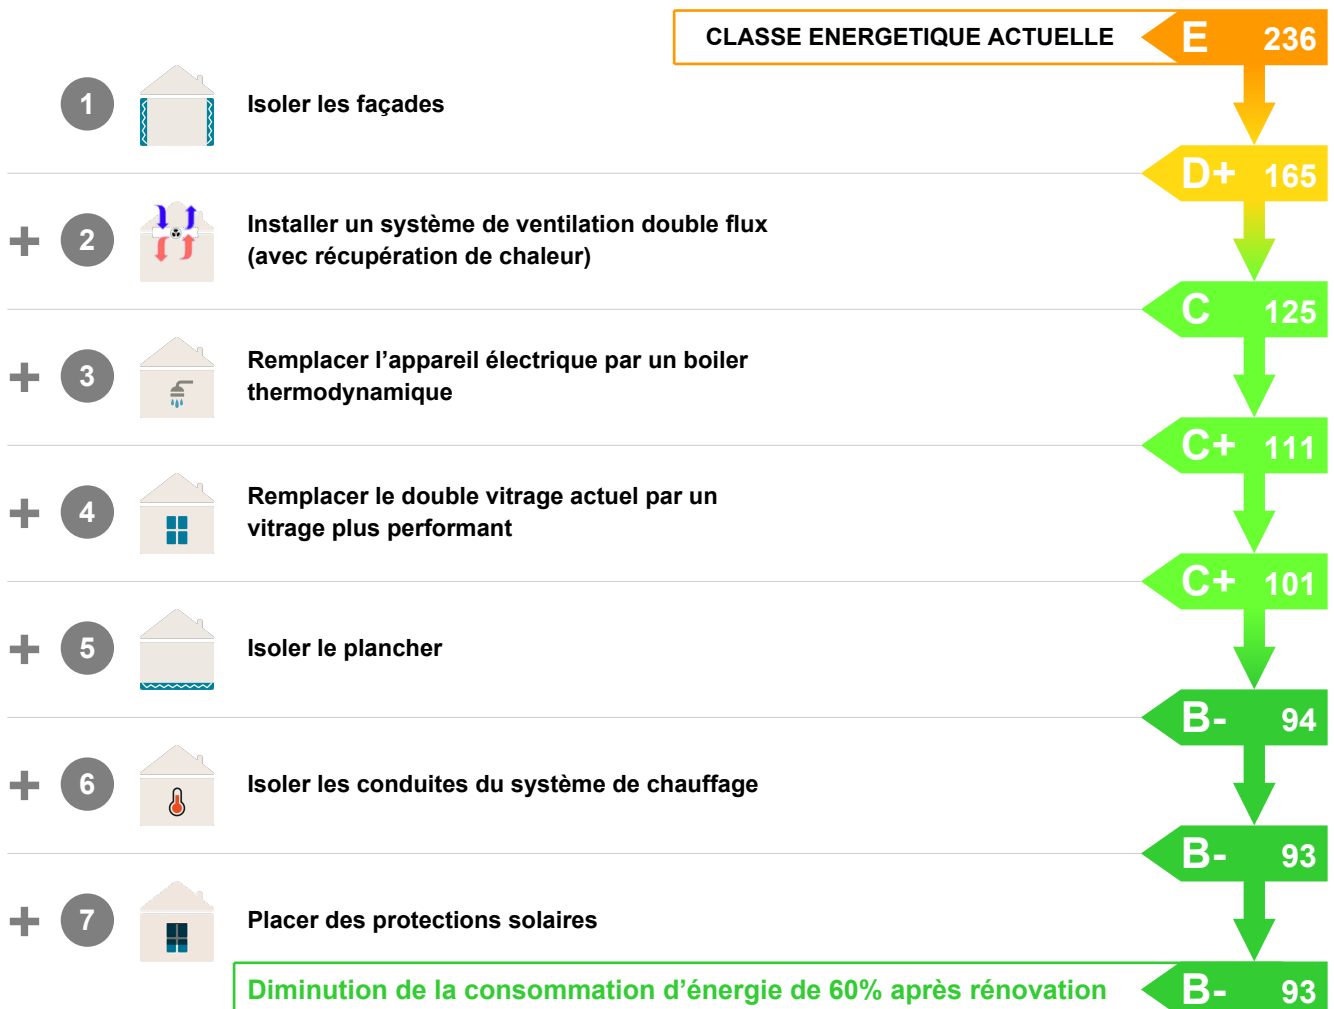 CLASSE ENERGETIQUE ACTUELLE E 236
1 Isoler les façades
D+ 165
+ 2 Installer un système de ventilation double flux
(avec récupération de chaleur)
C 125
+ 3 Remplacer l’appareil électrique par un boiler
thermodynamique
C+ 111
+ 4 Remplacer le double vitrage actuel par un
vitrage plus performant
C+ 101
+ 5 Isoler le plancher
B- 94
+ 6 Isoler les conduites du système de chauffage
B- 93
+ 7 Placer des protections solaires
Diminution de la consommation d’énergie de 60% après rénovation B- 93